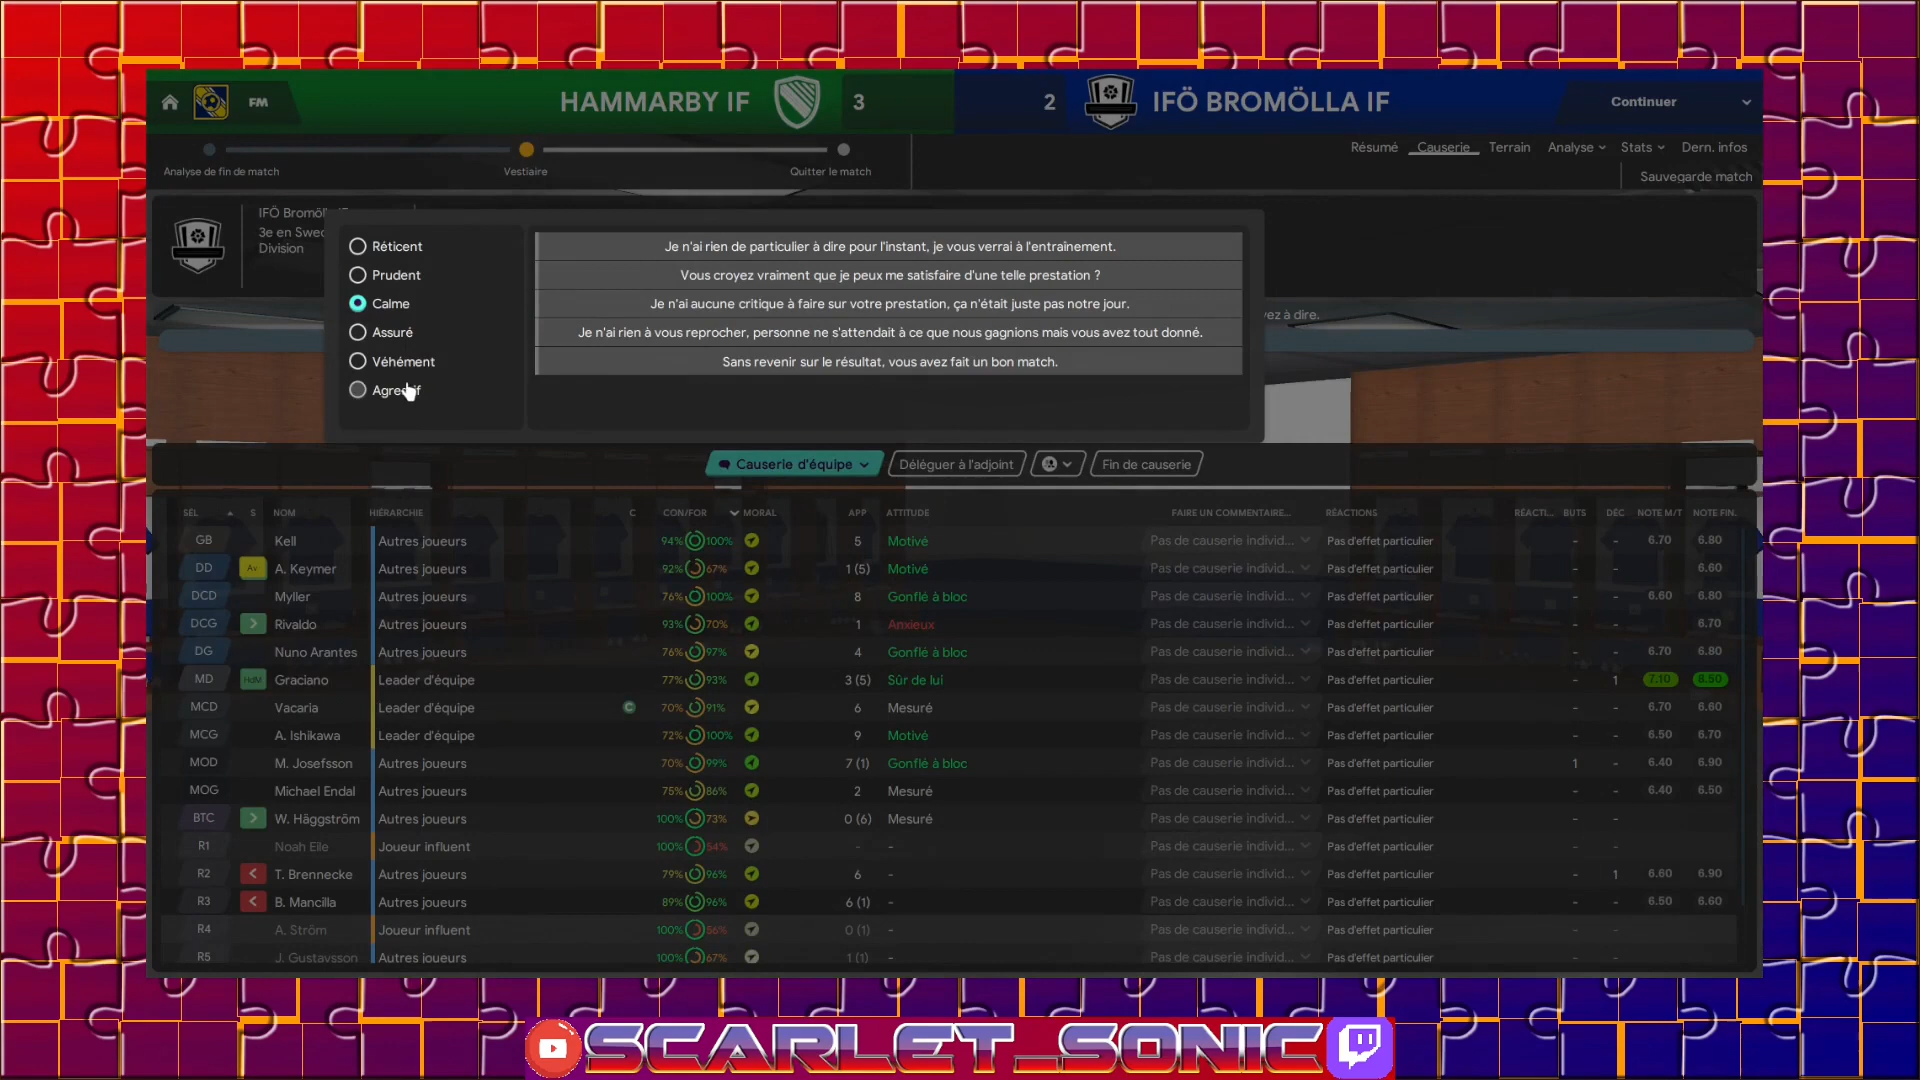 FM
HAMMARBY IF 3 2 IFÖ BROMÖLLA IF
Continuer
Analyse de fin de match
Vestiaire
Quitter le match
Résumé Causerie Terrain Analyse Stats Dern. infos
Sauvegarde match
IFÖ Bromöll
3e en Swe
Division
Réticent
Prudent
Calme
Assuré
Véhément
Agressif
Je n'ai rien de particulier à dire pour l'instant, je vous verrai à l'entraînement.
Vous croyez vraiment que je peux me satisfaire d'une telle prestation ?
Je n'ai aucune critique à faire sur votre prestation, ça n'était juste pas notre jour.
Je n'ai rien à vous reprocher, personne ne s'attendait à ce que nous gagnions mais vous avez tout donné.
Sans revenir sur le résultat, vous avez fait un bon match.
ez à dire.
Causerie d'équipe Déléguer à l'adjoint Fin de causerie
SÉL S NOM HIÉRARCHIE C CON/FOR MORAL APP ATTITUDE FAIRE UN COMMENTAIRE... RÉACTIONS RÉACTI... BUTS DÉC NOTE M/T NOTE FIN.
GB Kell Autres joueurs 94% 100% 5 Motivé Pas de causerie individ... Pas d'effet particulier - - 6.70 6.80
DD Av A. Keymer Autres joueurs 92% 67% 1 (5) Motivé Pas de causerie individ... Pas d'effet particulier - - 6.60
DCD Myller Autres joueurs 76% 100% 8 Gonflé à bloc Pas de causerie individ... Pas d'effet particulier - - 6.60 6.80
DCG Rivaldo Autres joueurs 93% 70% 1 Anxieux Pas de causerie individ... Pas d'effet particulier - - 6.70
DG Nuno Arantes Autres joueurs 76% 97% 4 Gonflé à bloc Pas de causerie individ... Pas d'effet particulier - - 6.70 6.80
MD HdM Graciano Leader d'équipe 77% 93% 3 (5) Sûr de lui Pas de causerie individ... Pas d'effet particulier - 1 7.10 8.50
MCD Vacaria Leader d'équipe C 70% 91% 6 Mesuré Pas de causerie individ... Pas d'effet particulier - - 6.70 6.60
MCG A. Ishikawa Leader d'équipe 72% 100% 9 Motivé Pas de causerie individ... Pas d'effet particulier - - 6.50 6.70
MOD M. Josefsson Autres joueurs 70% 99% 7 (1) Gonflé à bloc Pas de causerie individ... Pas d'effet particulier 1 - 6.40 6.90
MOG Michael Endal Autres joueurs 75% 86% 2 Mesuré Pas de causerie individ... Pas d'effet particulier - - 6.40 6.50
BTC W. Häggström Autres joueurs 100% 73% 0 (6) Mesuré Pas de causerie individ... Pas d'effet particulier - -
R1 Noah Eile Joueur influent 100% 54% - - Pas de causerie individ... Pas d'effet particulier - -
R2 T. Brennecke Autres joueurs 79% 96% 6 - Pas de causerie individ... Pas d'effet particulier - 1 6.60 6.90
R3 B. Mancilla Autres joueurs 89% 96% 6 (1) - Pas de causerie individ... Pas d'effet particulier - - 6.50 6.60
R4 A. Ström Joueur influent 100% 56% 0 (1) - Pas de causerie individ... Pas d'effet particulier - -
R5 J. Gustavsson Autres joueurs 100% 67% 1 (1) - Pas de causerie individ... Pas d'effet particulier - -
SCARLET_SONIC